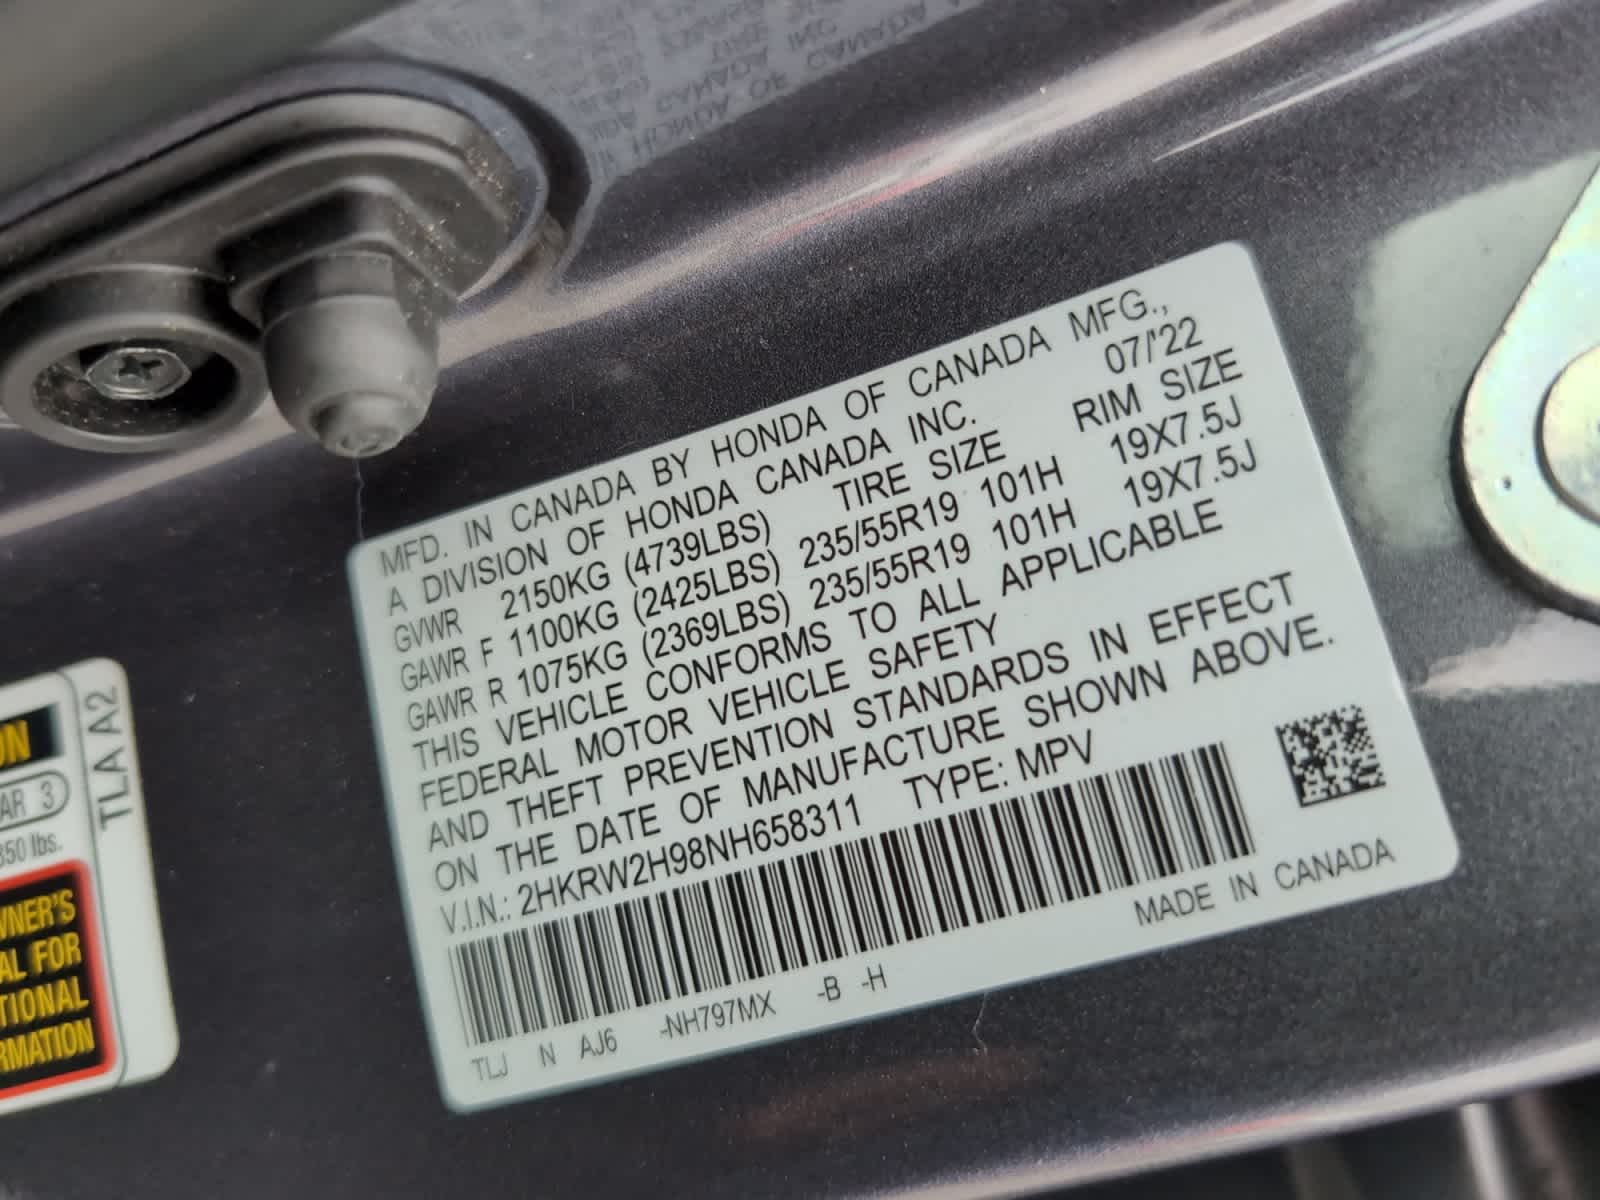 MFD. IN CANADA BY HONDA OF CANADA MFG.,
A DIVISION OF HONDA CANADA INC. 07/'22
GVWR 2150KG (4739LBS) TIRE SIZE RIM SIZE
GAWR F 1100KG (2425LBS) 235/55R19 101H 19X7.5J
GAWR R 1075KG (2369LBS) 235/55R19 101H 19X7.5J
THIS VEHICLE CONFORMS TO ALL APPLICABLE
FEDERAL MOTOR VEHICLE SAFETY
AND THEFT PREVENTION STANDARDS IN EFFECT
ON THE DATE OF MANUFACTURE SHOWN ABOVE.
V.I.N.: 2HKRW2H98NH658311 TYPE: MPV
MADE IN CANADA
TLJ N AJ6 -NH797MX -B -H
TLA A2
3
lbs.
FOR